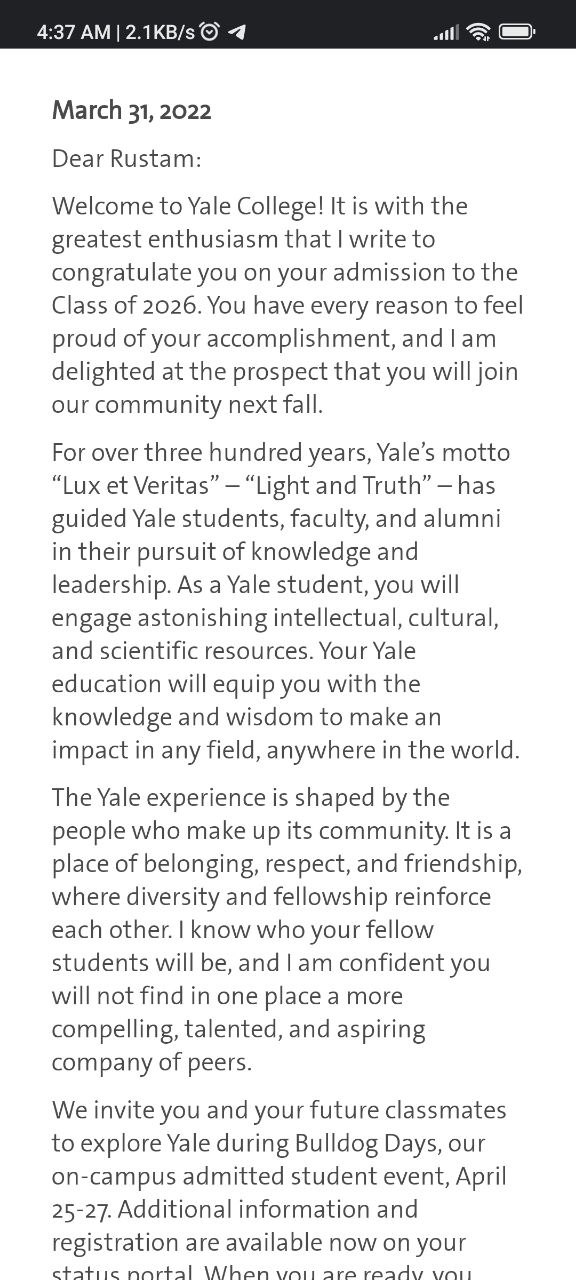 4:37 AM | 2.1KB/s
March 31, 2022
Dear Rustam:
Welcome to Yale College! It is with the
greatest enthusiasm that I write to
congratulate you on your admission to the
Class of 2026. You have every reason to feel
proud of your accomplishment, and I am
delighted at the prospect that you will join
our community next fall.
For over three hundred years, Yale’s motto
“Lux et Veritas” – “Light and Truth” – has
guided Yale students, faculty, and alumni
in their pursuit of knowledge and
leadership. As a Yale student, you will
engage astonishing intellectual, cultural,
and scientific resources. Your Yale
education will equip you with the
knowledge and wisdom to make an
impact in any field, anywhere in the world.
The Yale experience is shaped by the
people who make up its community. It is a
place of belonging, respect, and friendship,
where diversity and fellowship reinforce
each other. I know who your fellow
students will be, and I am confident you
will not find in one place a more
compelling, talented, and aspiring
company of peers.
We invite you and your future classmates
to explore Yale during Bulldog Days, our
on-campus admitted student event, April
25-27. Additional information and
registration are available now on your
status portal. When you are ready, you